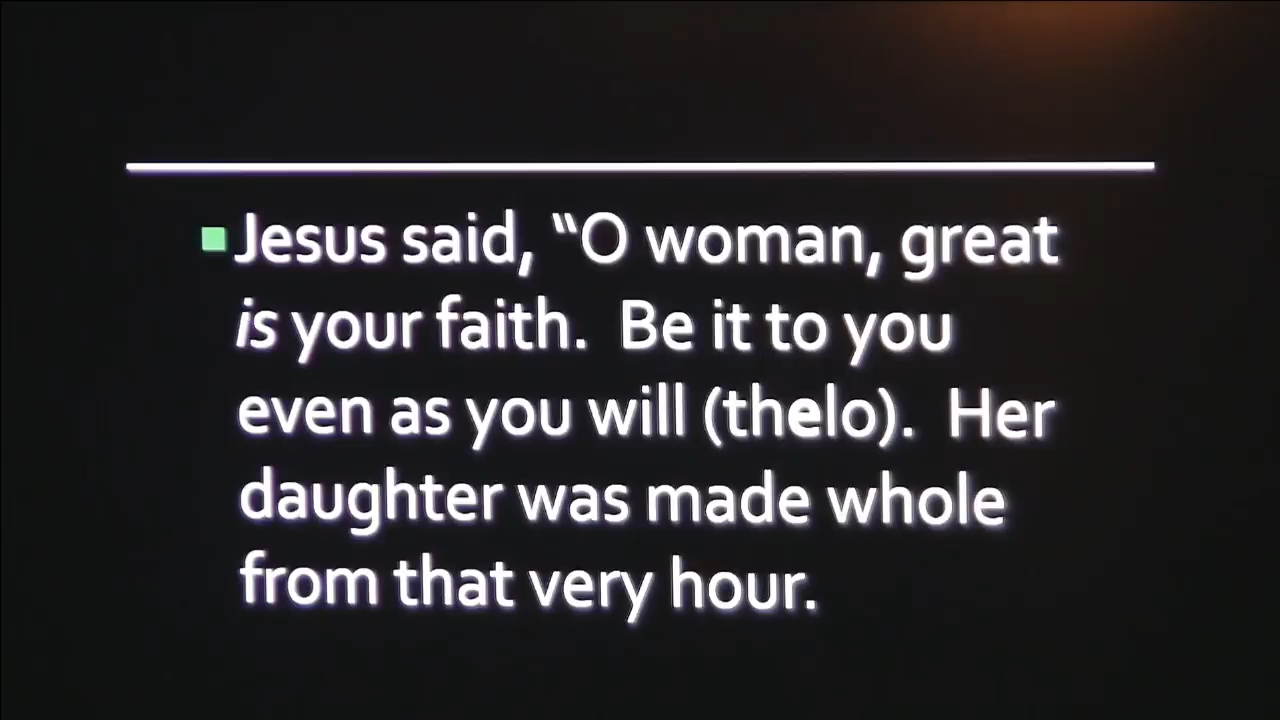 Jesus said, “O woman, great
is your faith.  Be it to you
even as you will (thelo).  Her
daughter was made whole
from that very hour.